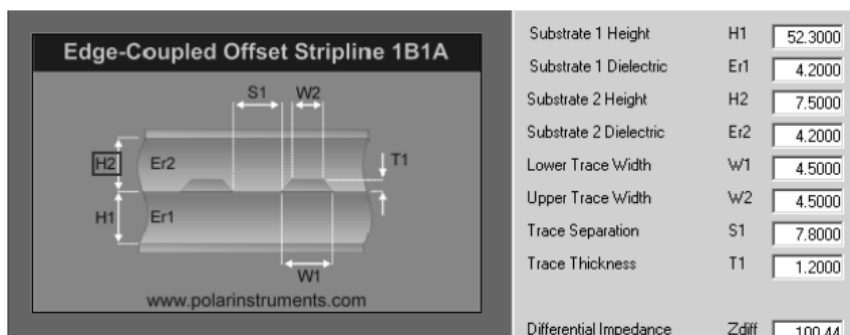 Edge-Coupled Offset Stripline 1B1A
S1 W2
H2 Er2 T1
H1 Er1
W1
www.polarinstruments.com
Substrate 1 Height H1 52.3000
Substrate 1 Dielectric Er1 4.2000
Substrate 2 Height H2 7.5000
Substrate 2 Dielectric Er2 4.2000
Lower Trace Width W1 4.5000
Upper Trace Width W2 4.5000
Trace Separation S1 7.8000
Trace Thickness T1 1.2000
Differential Impedance Zdiff 100.44